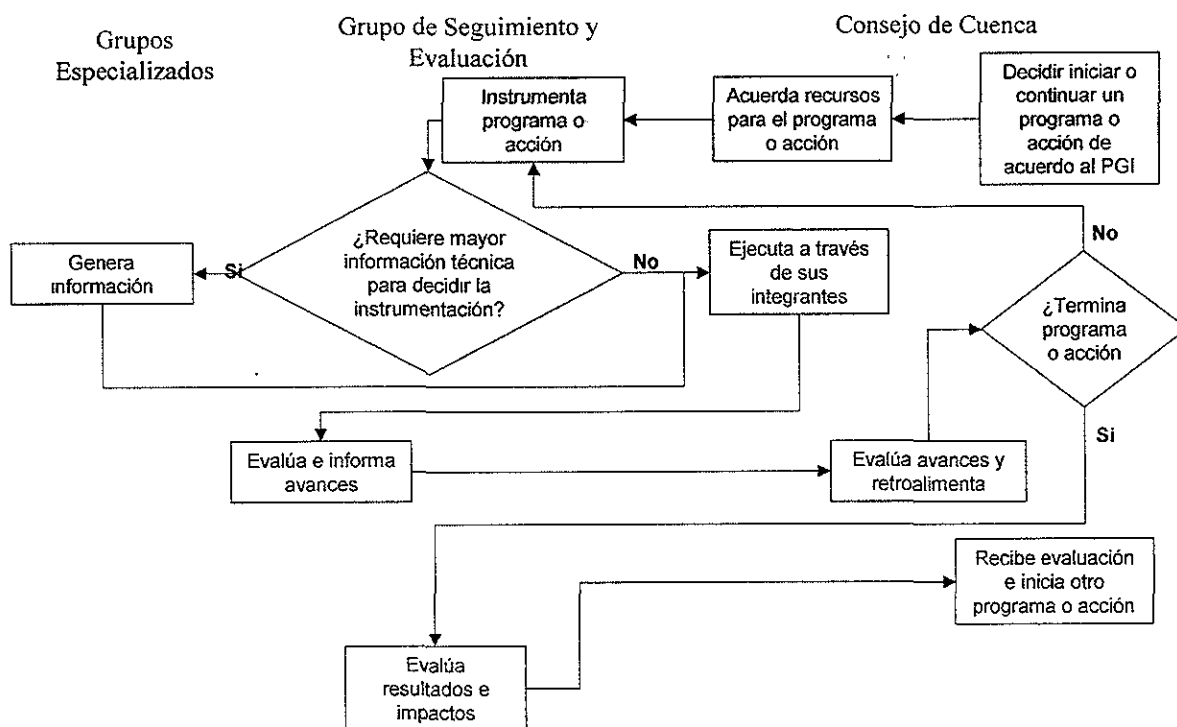 Grupos
Especializados
Grupo de Seguimiento y
Evaluación
Consejo de Cuenca
Instrumenta
programa o
acción
Acuerda recursos
para el programa
o acción
Decidir iniciar o
continuar un
programa o
acción de
acuerdo al PGI
¿Requiere mayor
información técnica
para decidir la
instrumentación?
Si
No
Genera
información
Ejecuta a través
de sus
integrantes
No
¿Termina
programa
o acción
Si
Evalúa e informa
avances
Evalúa avances y
retroalimenta
Recibe evaluación
e inicia otro
programa o acción
Evalúa
resultados e
impactos